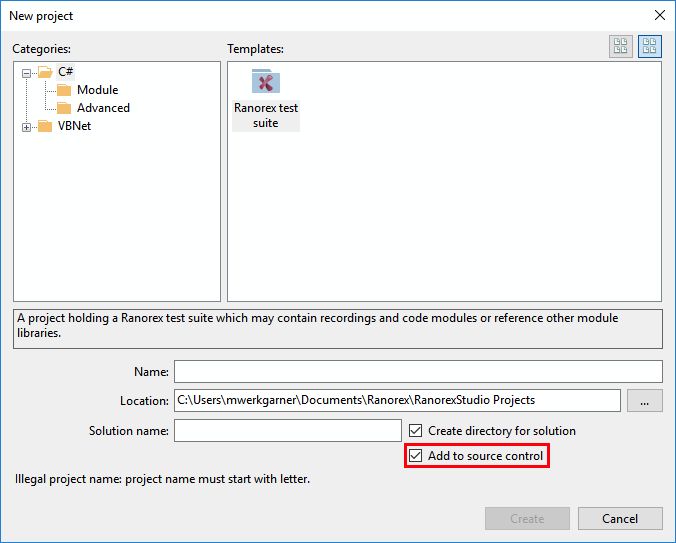 New project
Categories:
Templates:
C#
Module
Advanced
VBNet
Ranorex test
suite
A project holding a Ranorex test suite which may contain recordings and code modules or reference other module
libraries.
Name:
Location: C:\Users\mwerkgarner\Documents\Ranorex\RanorexStudio Projects ...
Solution name: Create directory for solution
Add to source control
Illegal project name: project name must start with letter.
Create Cancel